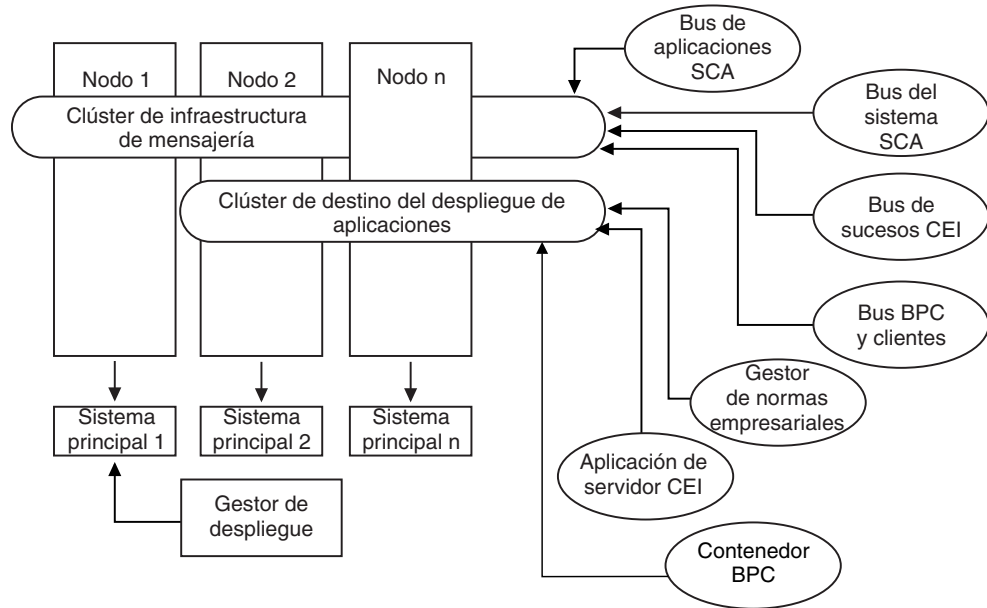 Bus de
aplicaciones
SCA
Nodo 1
Nodo 2
Nodo n
Clúster de infraestructura
de mensajería
Bus del
sistema
SCA
Clúster de destino del despliegue de
aplicaciones
Bus de
sucesos CEI
Bus BPC
y clientes
Gestor
de normas
empresariales
Sistema
principal 1
Sistema
principal 2
Sistema
principal n
Aplicación de
servidor CEI
Gestor de
despliegue
Contenedor
BPC